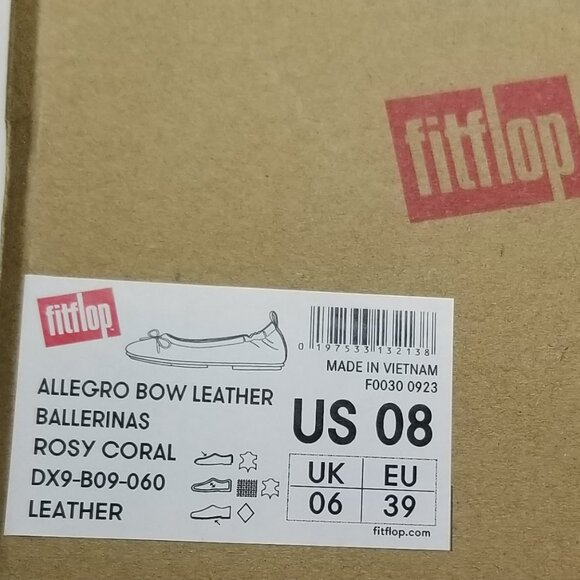 fitflop
fitflop
0 197533 132138
MADE IN VIETNAM
F0030 0923
ALLEGRO BOW LEATHER
BALLERINAS
ROSY CORAL
DX9-B09-060
LEATHER
US 08
UK EU
06 39
fitflop.com